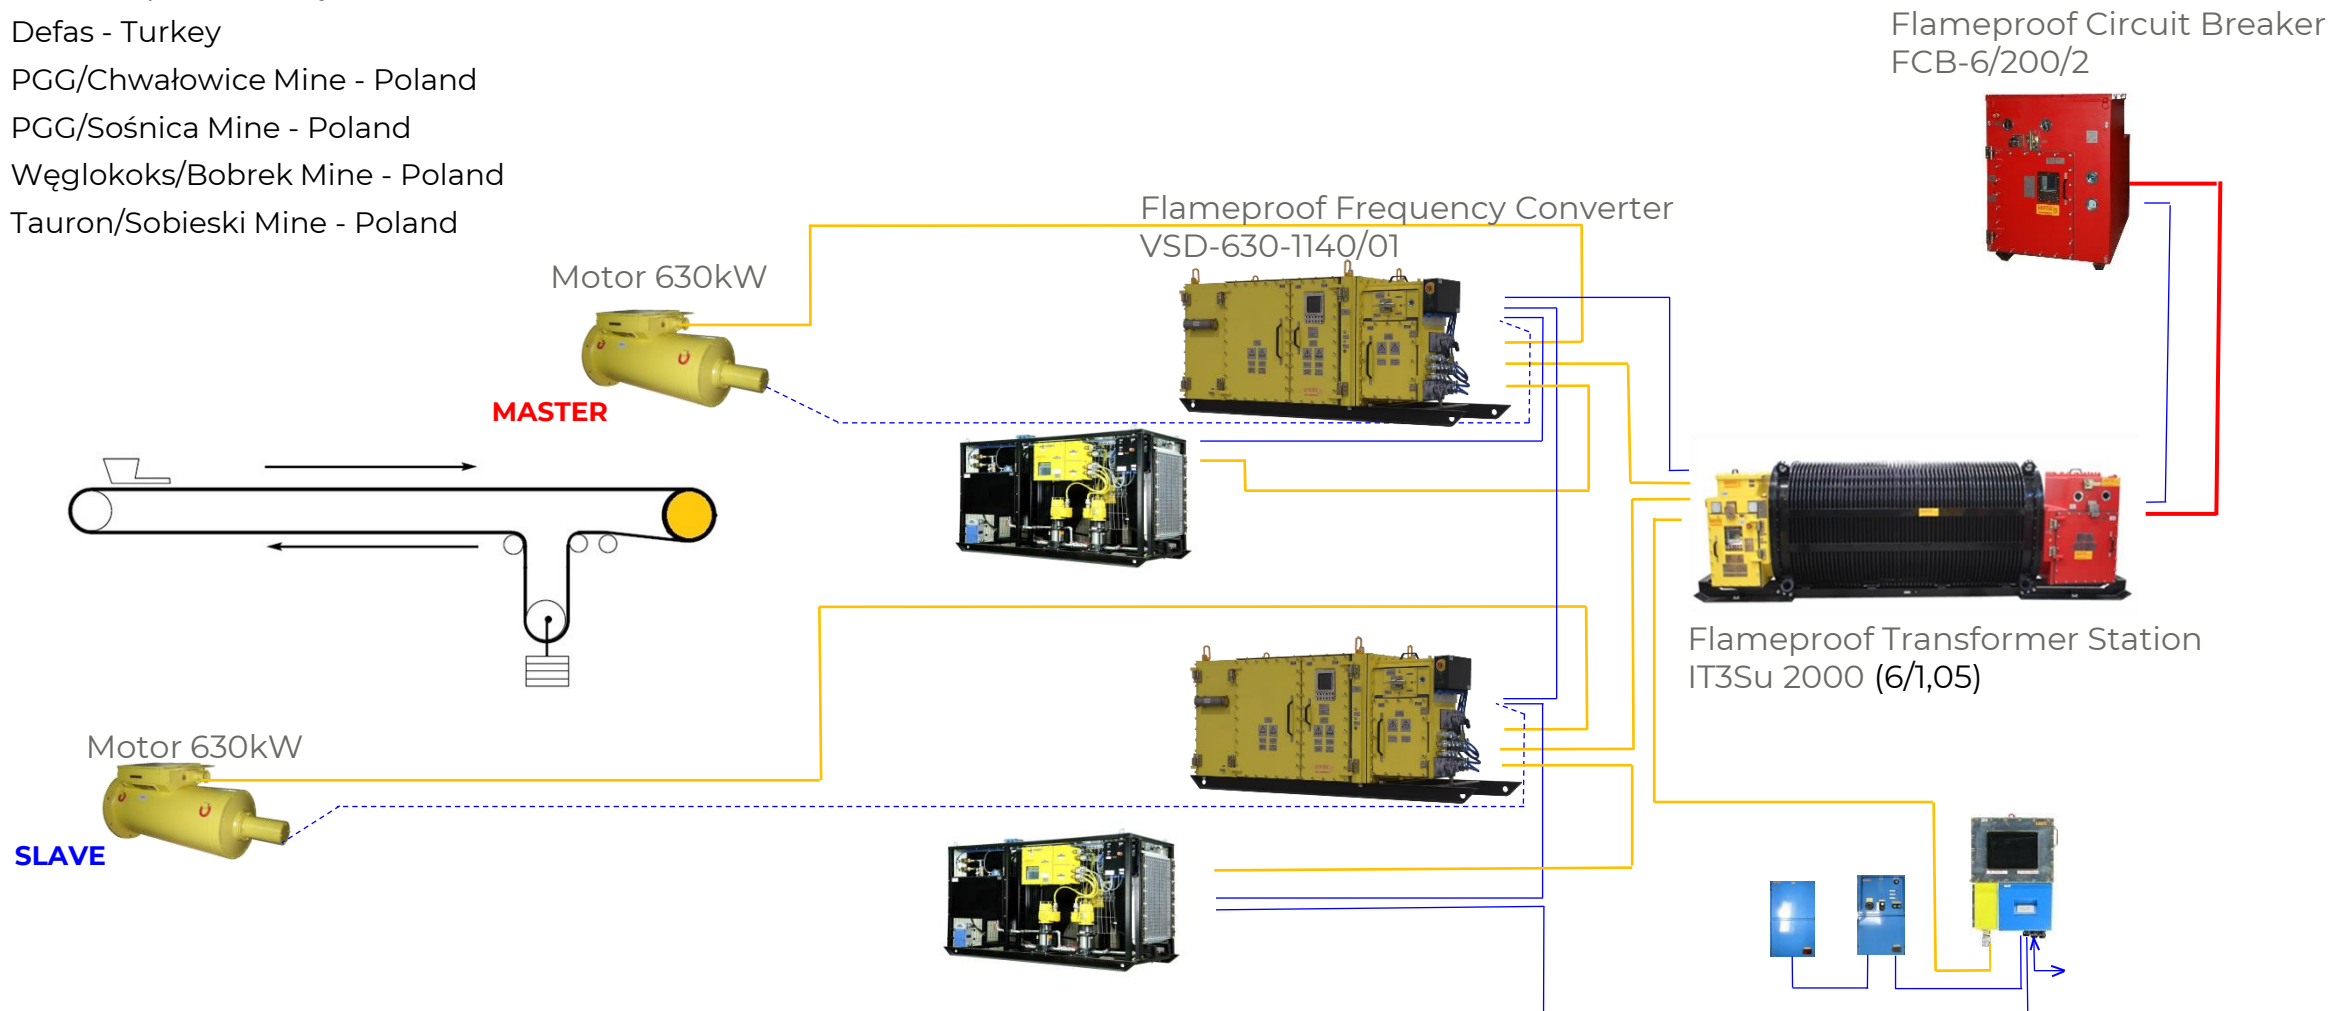 Defas - Turkey
PGG/Chwałowice Mine - Poland
PGG/Sośnica Mine - Poland
Węglokoks/Bobrek Mine - Poland
Tauron/Sobieski Mine - Poland
Flameproof Circuit Breaker
FCB-6/200/2
Flameproof Frequency Converter
VSD-630-1140/01
Motor 630kW
MASTER
Flameproof Transformer Station
IT3Su 2000 (6/1,05)
Motor 630kW
SLAVE